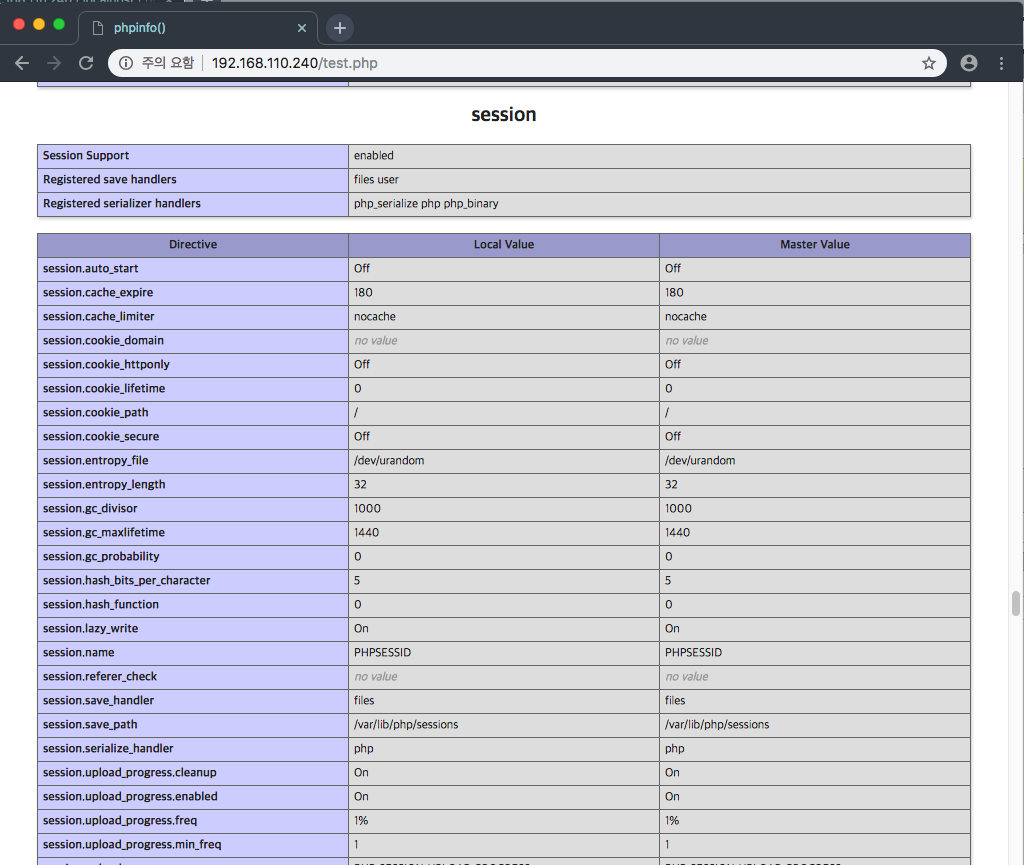 phpinfo()
주의 요함 192.168.110.240/test.php
session
Session Support enabled
Registered save handlers files user
Registered serializer handlers php_serialize php php_binary
Directive Local Value Master Value
session.auto_start Off Off
session.cache_expire 180 180
session.cache_limiter nocache nocache
session.cookie_domain no value no value
session.cookie_httponly Off Off
session.cookie_lifetime 0 0
session.cookie_path / /
session.cookie_secure Off Off
session.entropy_file /dev/urandom /dev/urandom
session.entropy_length 32 32
session.gc_divisor 1000 1000
session.gc_maxlifetime 1440 1440
session.gc_probability 0 0
session.hash_bits_per_character 5 5
session.hash_function 0 0
session.lazy_write On On
session.name PHPSESSID PHPSESSID
session.referer_check no value no value
session.save_handler files files
session.save_path /var/lib/php/sessions /var/lib/php/sessions
session.serialize_handler php php
session.upload_progress.cleanup On On
session.upload_progress.enabled On On
session.upload_progress.freq 1% 1%
session.upload_progress.min_freq 1 1